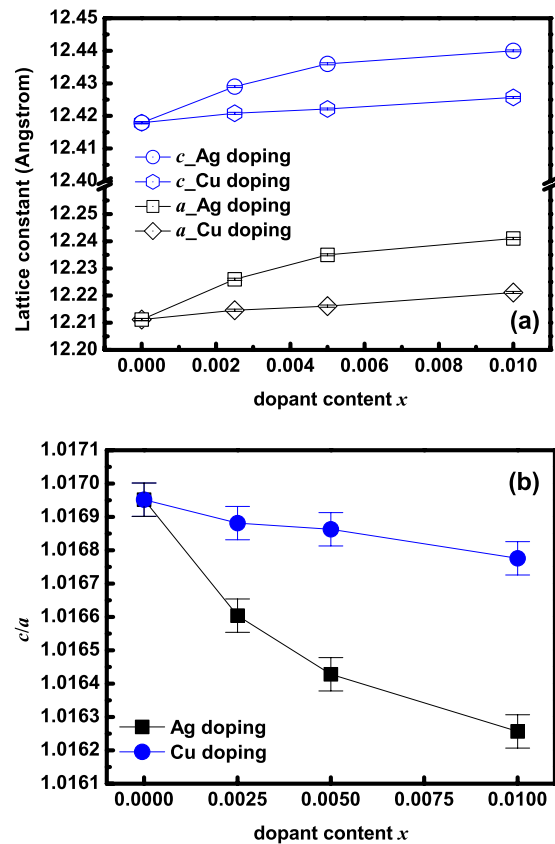 12.45
12.44
12.43
12.42
12.41
12.40
12.25
12.24
12.23
12.22
12.21
12.20
Lattice constant (Angstrom)
c_Ag doping
c_Cu doping
a_Ag doping
a_Cu doping
(a)
0.000 0.002 0.004 0.006 0.008 0.010
dopant content x
1.0171
1.0170
1.0169
1.0168
1.0167
1.0166
1.0165
1.0164
1.0163
1.0162
1.0161
c/a
(b)
Ag doping
Cu doping
0.0000 0.0025 0.0050 0.0075 0.0100
dopant content x